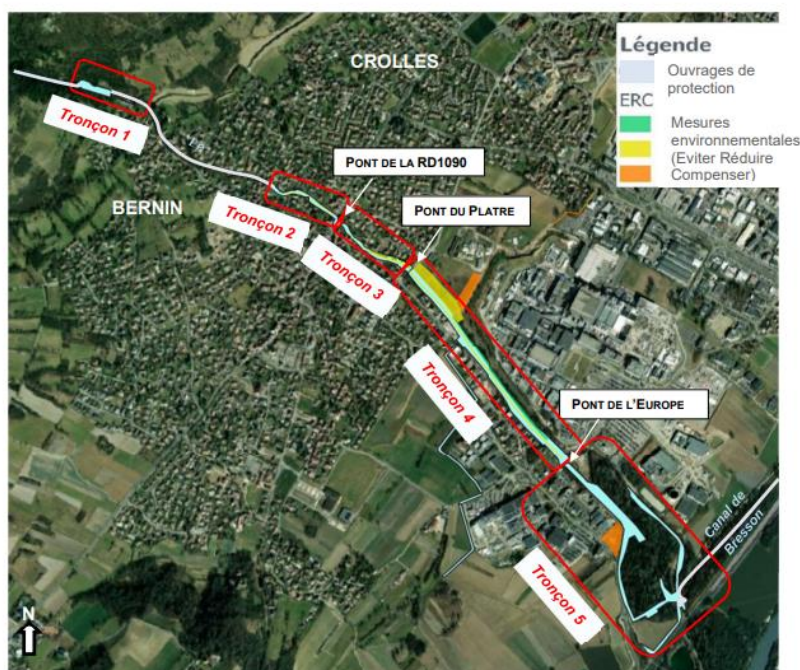 CROLLES
Légende
Ouvrages de
protection
ERC
Mesures
environnementales
(Eviter Réduire
Compenser)
Tronçon 1
PONT DE LA RD1090
BERNIN
PONT DU PLATRE
Tronçon 2
Tronçon 3
Tronçon 4
PONT DE L'EUROPE
Canal de
Bresson
Tronçon 5
N